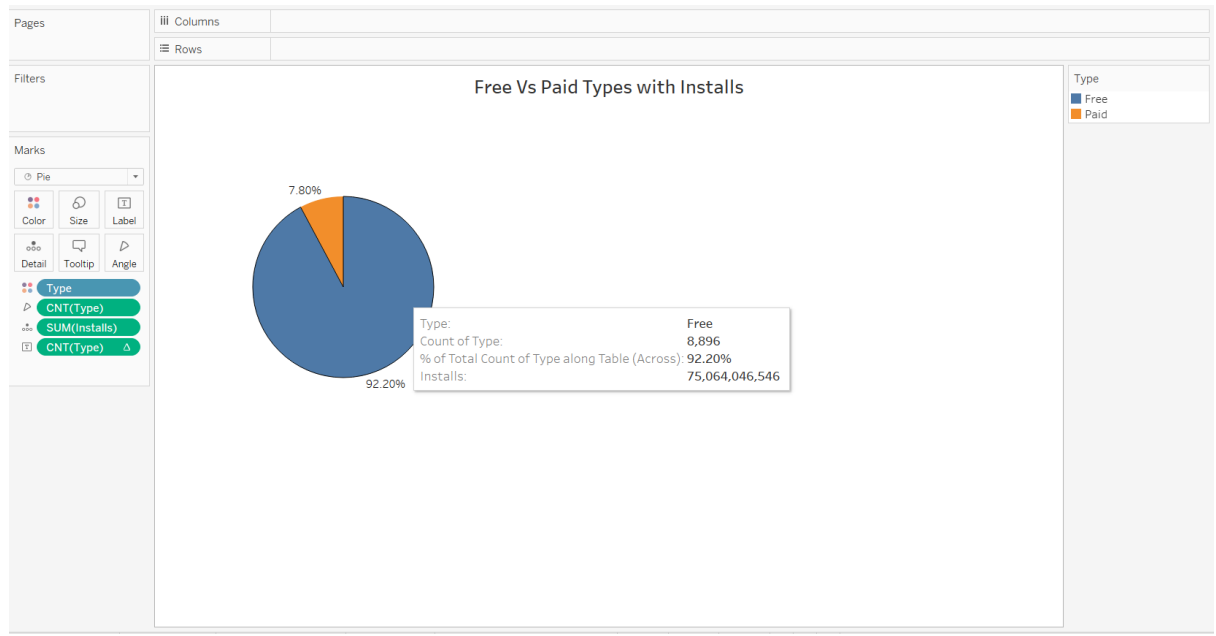 Pages
Columns
Rows
Filters
Free Vs Paid Types with Installs
Type
Free
Paid
Marks
Pie
Color Size Label
Detail Tooltip Angle
Type
CNT(Type)
SUM(Installs)
T CNT(Type) Δ
7.80%
92.20%
Type: Free
Count of Type: 8,896
% of Total Count of Type along Table (Across): 92.20%
Installs: 75,064,046,546